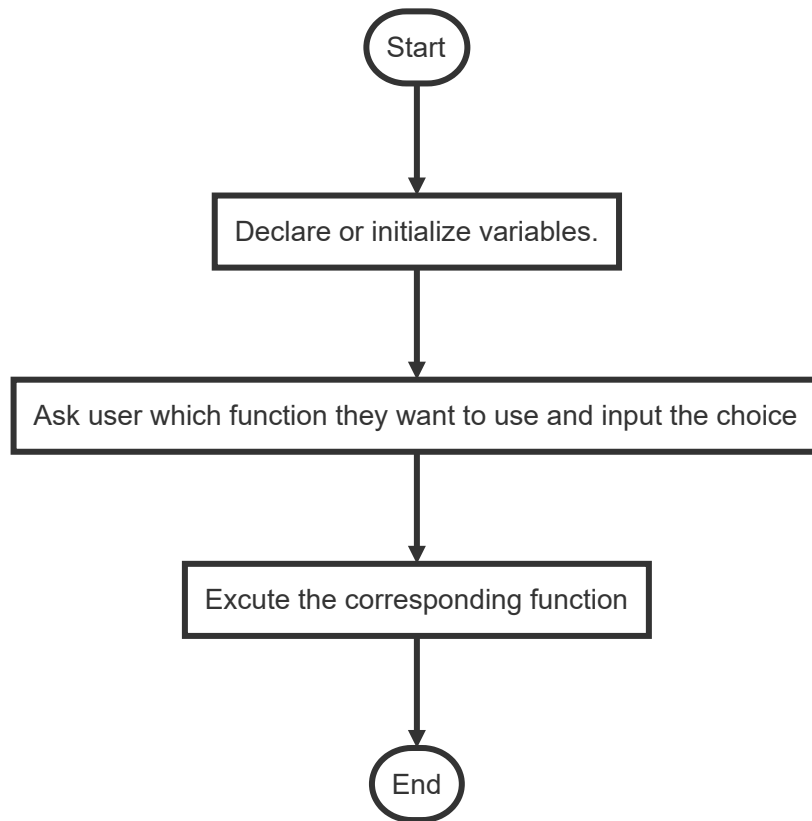 Start
Declare or initialize variables.
Ask user which function they want to use and input the choice
Excute the corresponding function
End